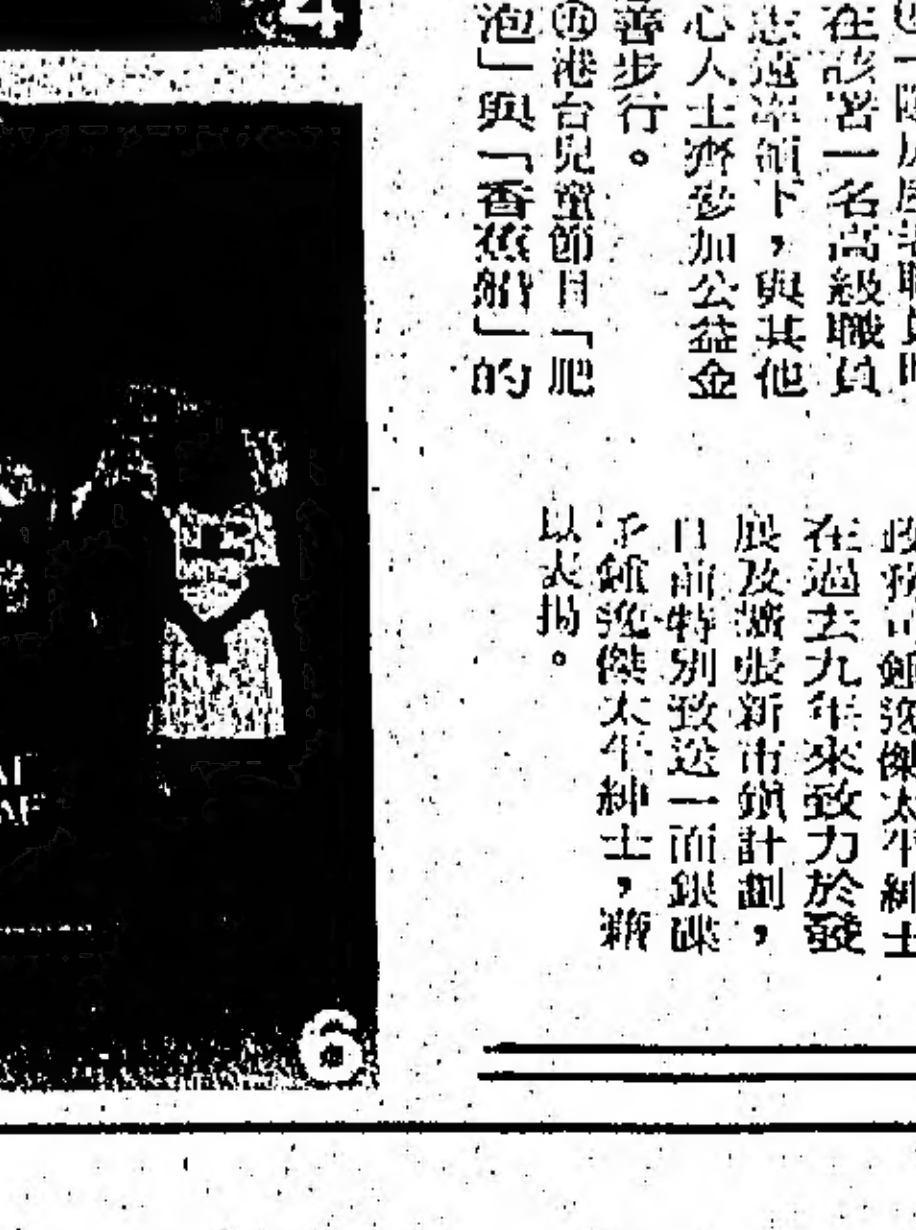 在該署一名高級職員
志遠率領下，與其他
心人士齊參加公益金
善步行。
㊄港台兒童節目「肥
泡」與「香蕉船」的
政務司鍾逸傑太平紳士
在過去九年來致力於發
展及擴張新市鎮計劃，
日前特別致送一面銀碟
予鍾逸傑太平紳士，藉
以表揚。
4
6